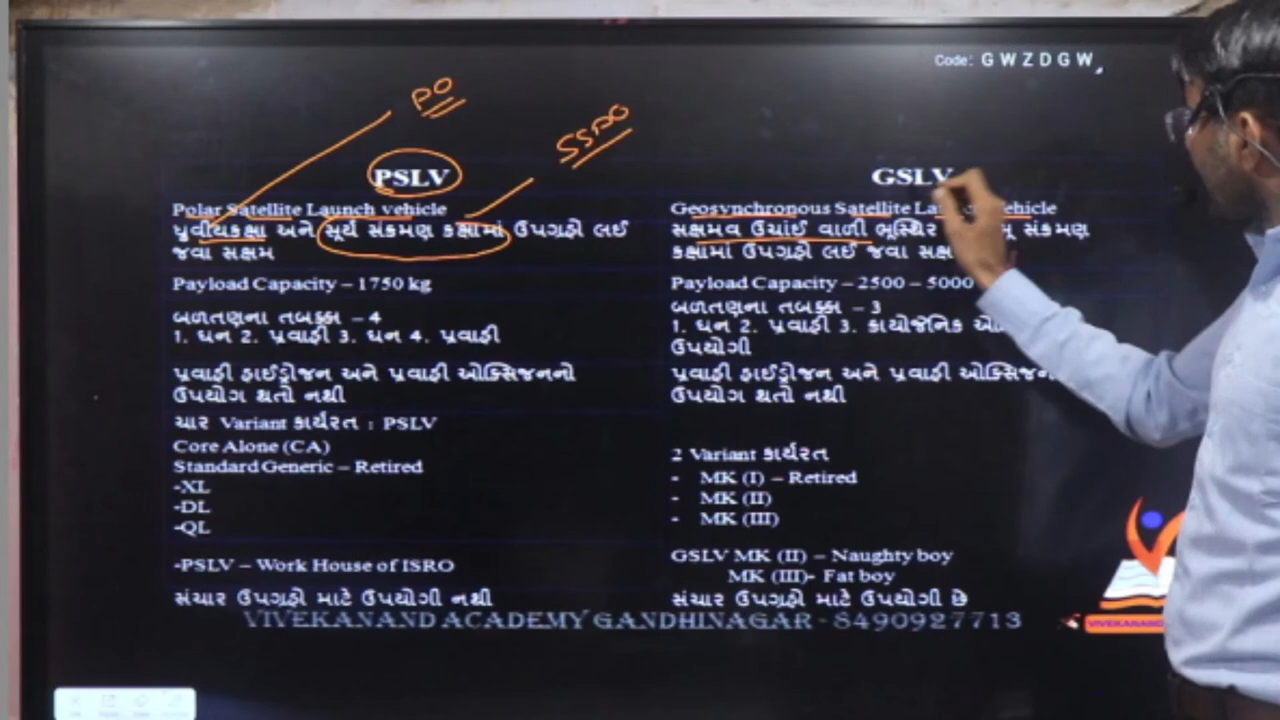 Code: GWZDGW
PO
SSPO
PSLV
Polar Satellite Launch vehicle
ધ્રુવીયકક્ષા અને સૂર્ય સંક્રમણ કક્ષામાં ઉપગ્રહો લઈ
જવા સક્ષમ
Payload Capacity – 1750 kg
બળતણના તબક્કા – 4
1. ઘન 2. પ્રવાહી 3. ઘન 4. પ્રવાહી
પ્રવાહી હાઈડ્રોજન અને પ્રવાહી ઓક્સિજનનો
ઉપયોગ થતો નથી
ચાર Variant કાર્યરત : PSLV
Core Alone (CA)
Standard Generic – Retired
-XL
-DL
-QL
-PSLV – Work House of ISRO
સંચાર ઉપગ્રહો માટે ઉપયોગી નથી
GSLV
Geosynchronous Satellite vehicle
સક્ષમવ ઉચાંઈ વાળી ભૂસ્થિર સંક્રમણ
કક્ષામાં ઉપગ્રહો લઈ જવા
Payload Capacity – 2500 – 5000
બળતણના તબક્કા – 3
1. ઘન 2. પ્રવાહી 3. કાયોજેનિક
ઉપયોગી
પ્રવાહી હાઈડ્રોજન અને પ્રવાહી
ઉપયોગ થતો નથી
2 Variant કાર્યરત
- MK (I) – Retired
- MK (II)
- MK (III)
GSLV MK (II) – Naughty boy
MK (III)- Fat boy
સંચાર ઉપગ્રહો માટે ઉપયોગી છે
VIVEKANAND ACADEMY GANDHINAGAR - 8490927713